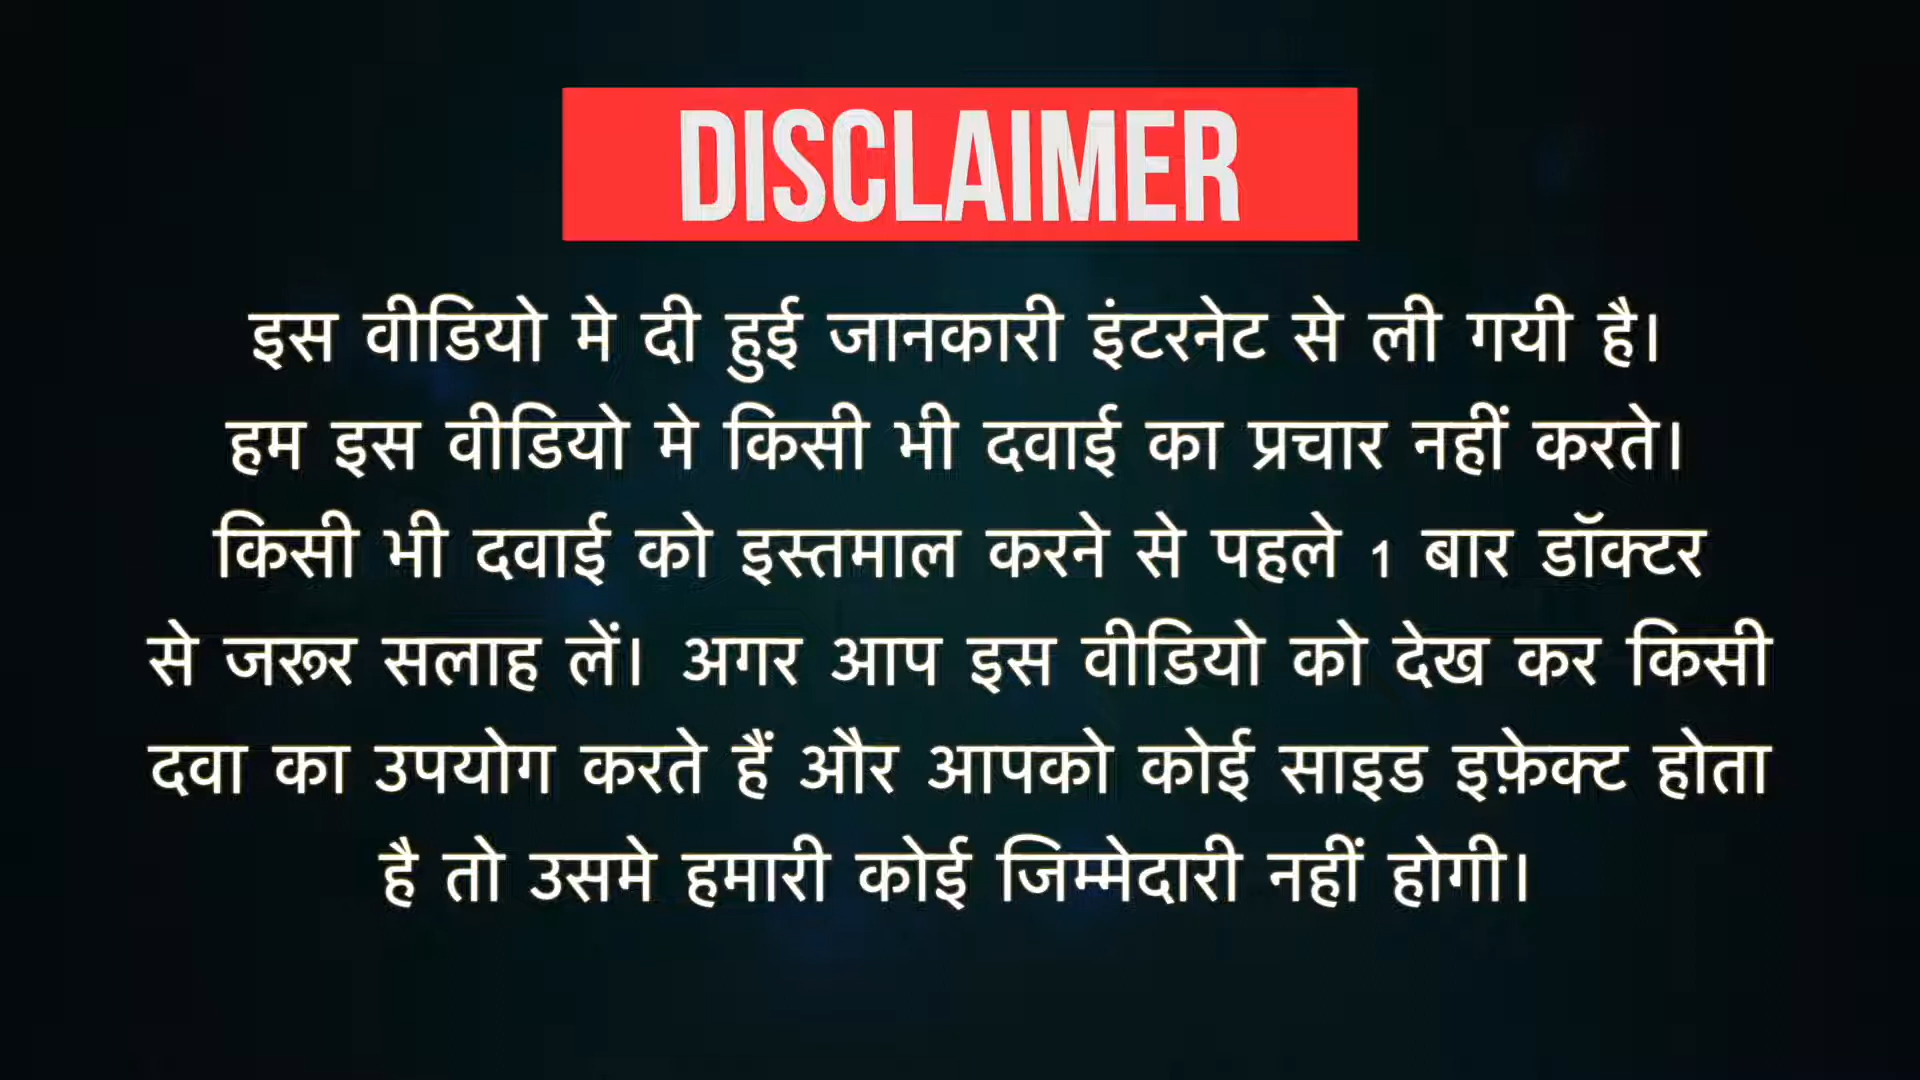 DISCLAIMER
इस वीडियो मे दी हुई जानकारी इंटरनेट से ली गयी है।
हम इस वीडियो मे किसी भी दवाई का प्रचार नहीं करते।
किसी भी दवाई को इस्तमाल करने से पहले 1 बार डॉक्टर
से जरूर सलाह लें। अगर आप इस वीडियो को देख कर किसी
दवा का उपयोग करते हैं और आपको कोई साइड इफ़ेक्ट होता
है तो उसमे हमारी कोई जिम्मेदारी नहीं होगी।